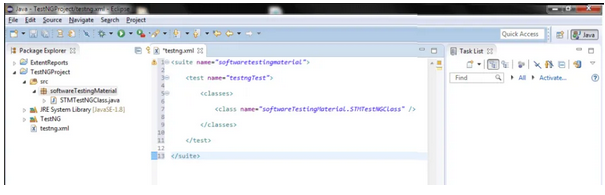 Java - TestNGProject/testng.xml - Eclipse
File Edit Source Navigate Search Project
Quick Access
Java
Package Explorer
ExtentReports
TestNGProject
src
softwareTestingMaterial
STMTestNGClass.java
JRE System Library [JavaSE-1.8]
TestNG
testng.xml
*testng.xml
1 <suite name="softwaretestingmaterial">
2
3 <test name="testngTest">
4
5 <classes>
6
7 <class name="softwareTestingMaterial.STMTestNGClass" />
8
9 </classes>
10
11 </test>
12
13 </suite>
Task List
Find
All
Activate...